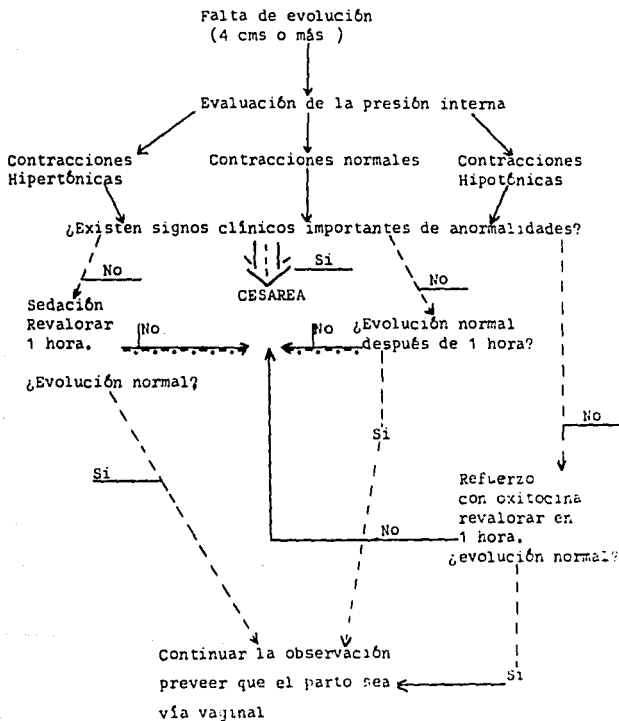 Falta de evolución
(4 cms o más )
Evaluación de la presión interna
Contracciones
Hipertónicas
Contracciones normales
Contracciones
Hipotónicas
¿Existen signos clínicos importantes de anormalidades?
No
Si
No
CESAREA
Sedación
Revalorar
1 hora.
No
No
¿Evolución normal
después de 1 hora?
¿Evolución normal?
No
Si
Si
Refuerzo
con oxitocina
revalorar en
1 hora.
¿evolución normal?
No
Continuar la observación
preveer que el parto sea
vía vaginal
Si